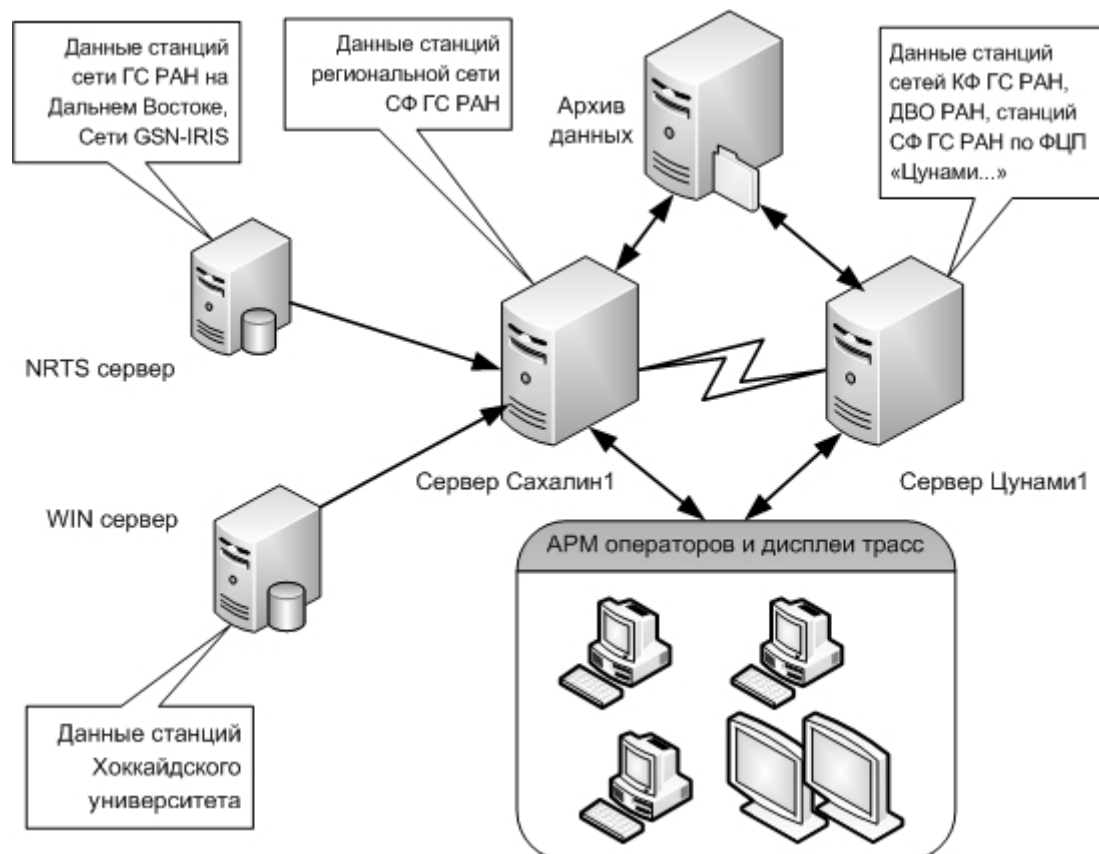 Данные станций
сети ГС РАН на
Дальнем Востоке,
Сети GSN-IRIS
Данные станций
региональной сети
СФ ГС РАН
Архив
данных
Данные станций
сетей КФ ГС РАН,
ДВО РАН, станций
СФ ГС РАН по ФЦП
«Цунами...»
NRTS сервер
Сервер Сахалин1
Сервер Цунами1
WIN сервер
АРМ операторов и дисплеи трасс
Данные станций
Хоккайдского
университета